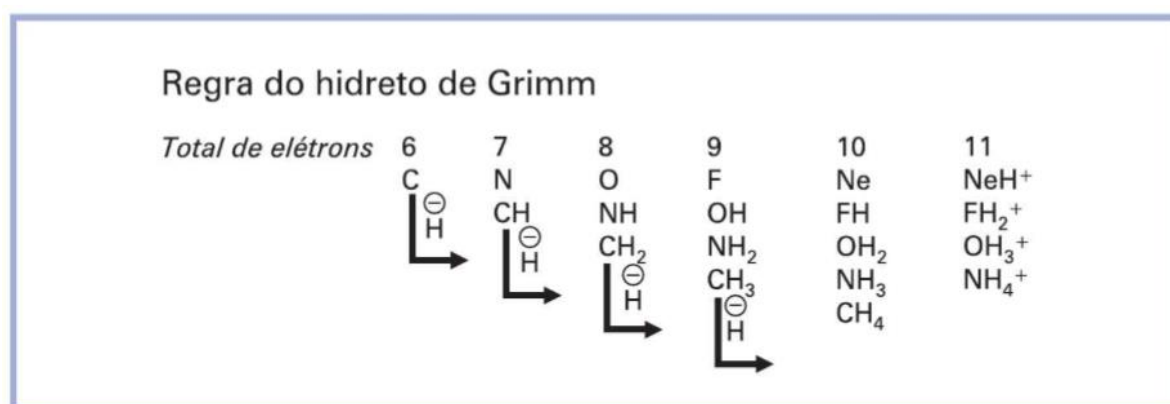 Regra do hidreto de Grimm
Total de elétrons 6 7 8 9 10 11
C N O F Ne NeH⁺
⊖H CH NH OH FH FH₂⁺
⊖H CH₂ NH₂ OH₂ OH₃⁺
⊖H CH₃ NH₃ NH₄⁺
⊖H CH₄